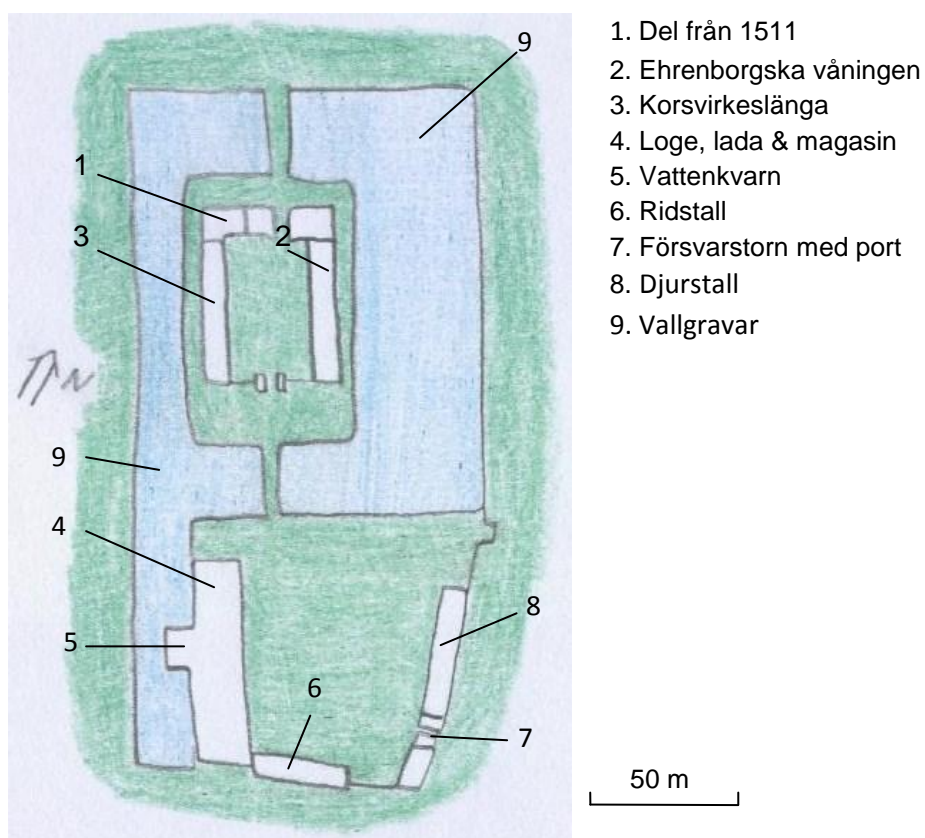 1. Del från 1511
2. Ehrenborgska våningen
3. Korsvirkeslänga
4. Loge, lada & magasin
5. Vattenkvarn
6. Ridstall
7. Försvarstorn med port
8. Djurstall
9. Vallgravar
9
1
3
2
N
9
4
8
5
6
7
50 m